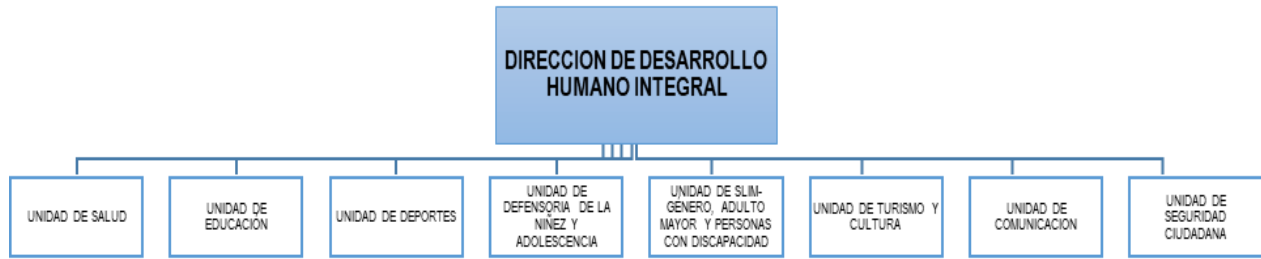 DIRECCION DE DESARROLLO
HUMANO INTEGRAL
UNIDAD DE SALUD
UNIDAD DE
EDUCACIÓN
UNIDAD DE DEPORTES
UNIDAD DE
DEFENSORIA DE LA
NIÑEZ Y
ADOLESCENCIA
UNIDAD DE SLIM-
GÉNERO, ADULTO
MAYOR Y PERSONAS
CON DISCAPACIDAD
UNIDAD DE TURISMO Y
CULTURA
UNIDAD DE
COMUNICACION
UNIDAD DE
SEGURIDAD
CIUDADANA